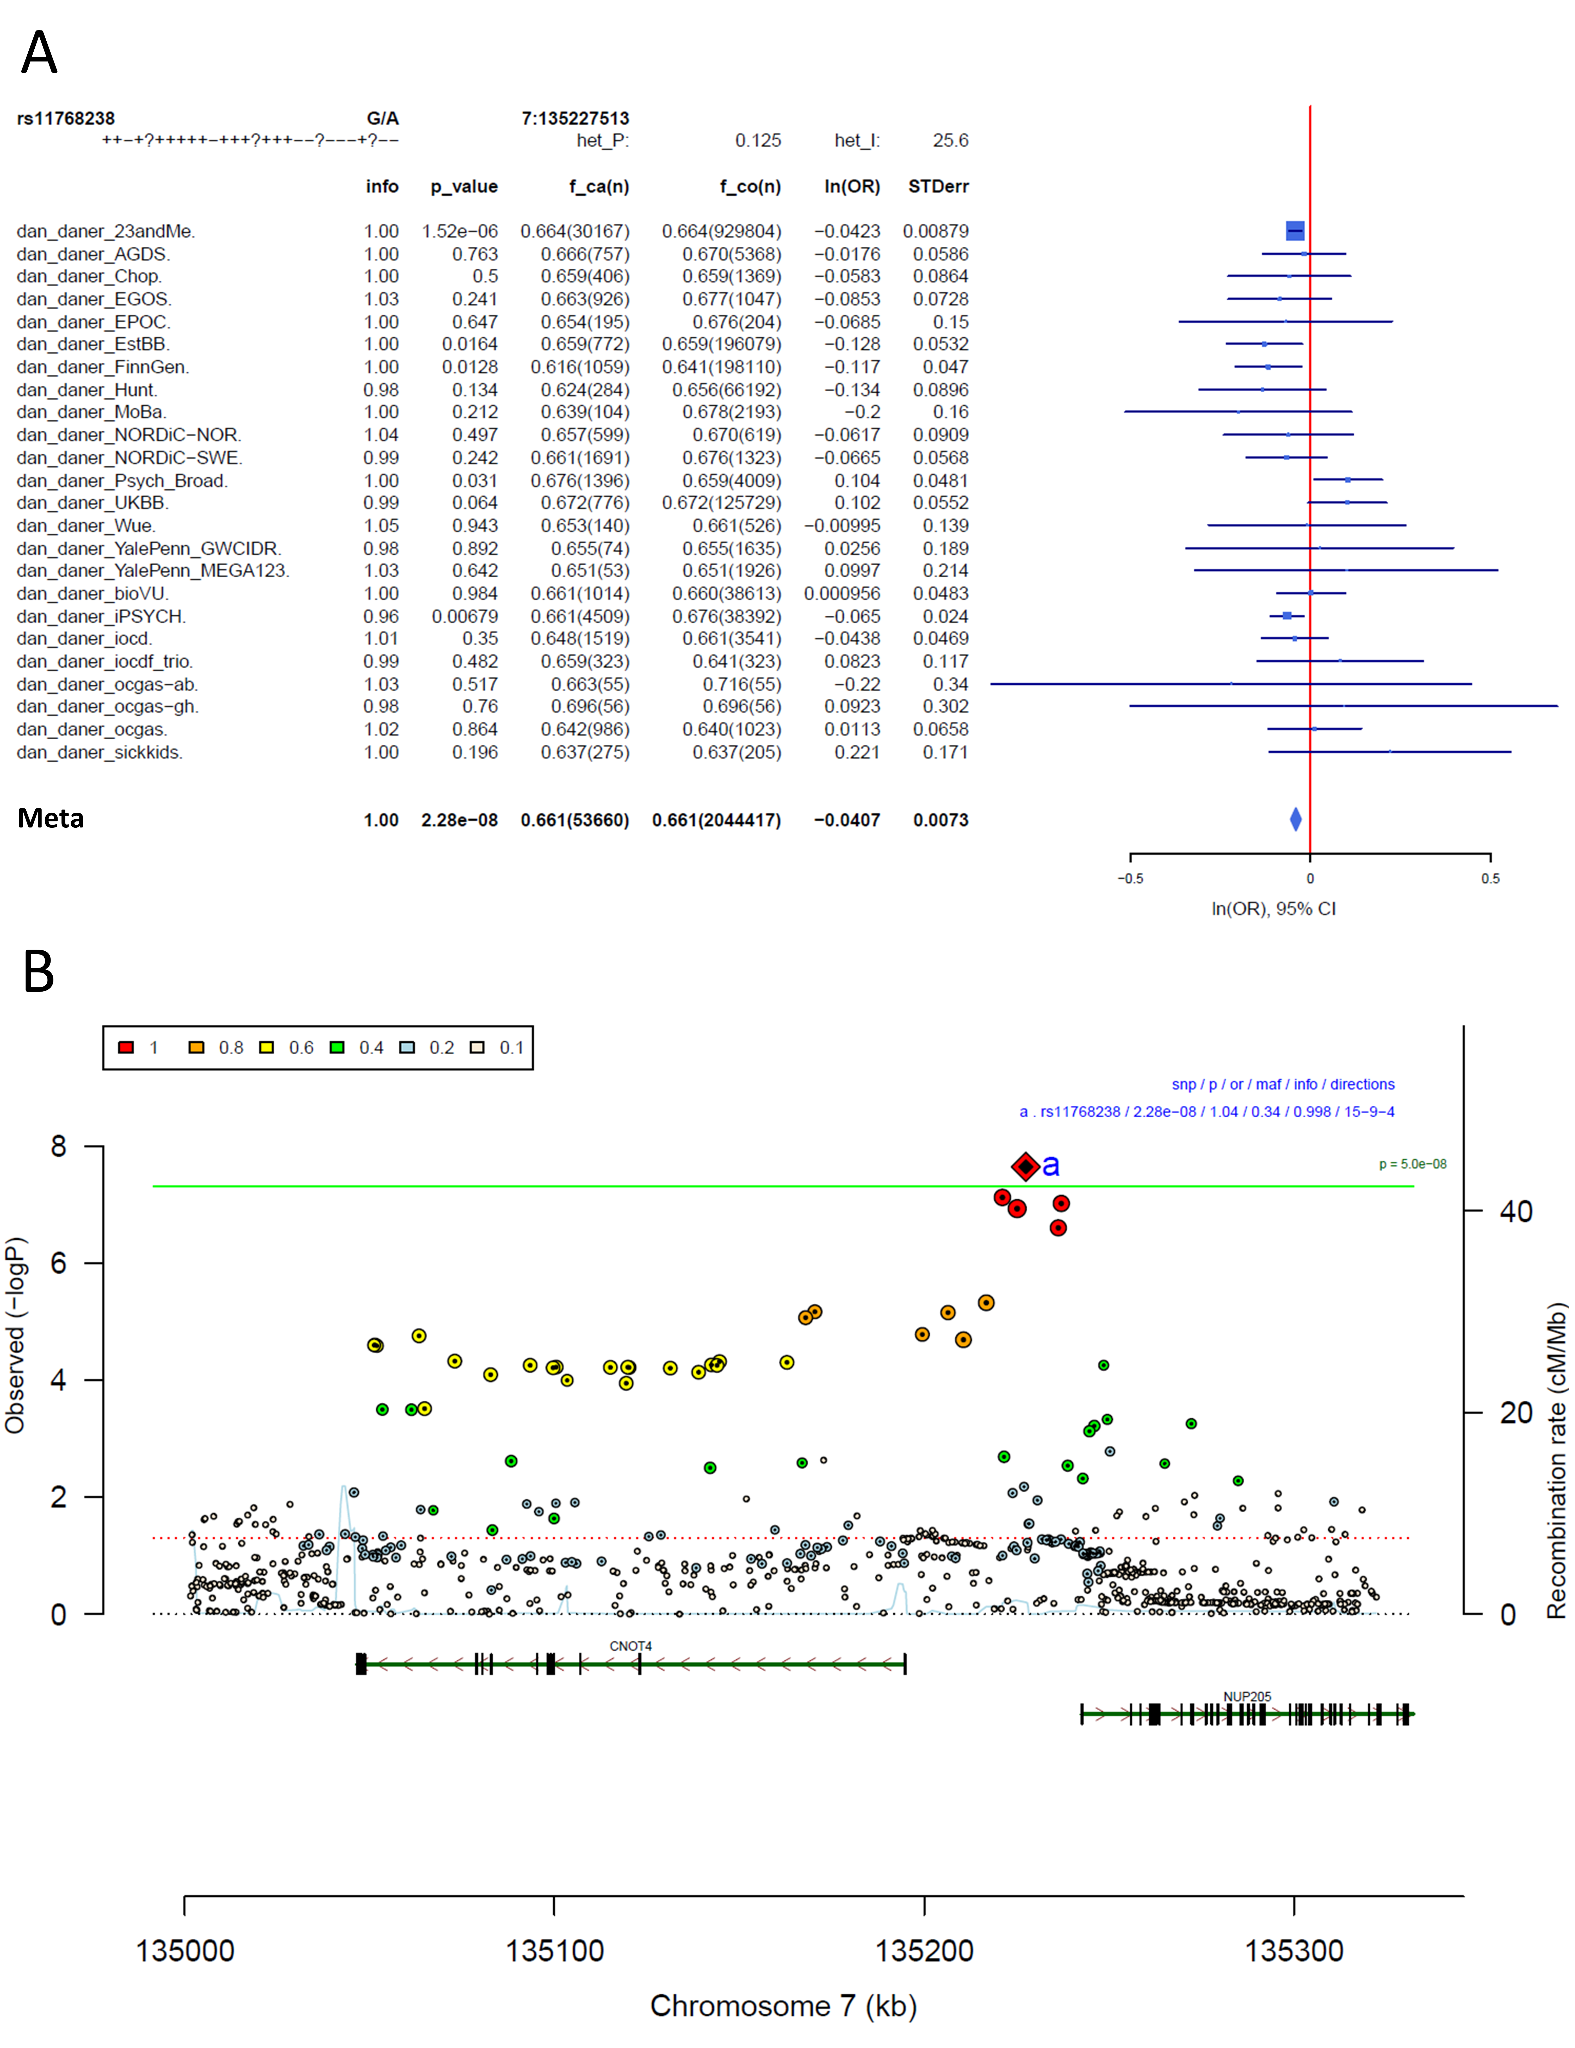 A
rs11768238 G/A 7:135227513
++−+?+++++−+++?+++−−?−−−+?−− het_P: 0.125 het_I: 25.6
info p_value f_ca(n) f_co(n) ln(OR) STDerr
dan_daner_23andMe. 1.00 1.52e−06 0.664(30167) 0.664(929804) −0.0423 0.00879
dan_daner_AGDS. 1.00 0.763 0.666(757) 0.670(5368) −0.0176 0.0586
dan_daner_Chop. 1.00 0.5 0.659(406) 0.659(1369) −0.0583 0.0864
dan_daner_EGOS. 1.03 0.241 0.663(926) 0.677(1047) −0.0853 0.0728
dan_daner_EPOC. 1.00 0.647 0.654(195) 0.676(204) −0.0685 0.15
dan_daner_EstBB. 1.00 0.0164 0.659(772) 0.659(196079) −0.128 0.0532
dan_daner_FinnGen. 1.00 0.0128 0.616(1059) 0.641(198110) −0.117 0.047
dan_daner_Hunt. 0.98 0.134 0.624(284) 0.656(66192) −0.134 0.0896
dan_daner_MoBa. 1.00 0.212 0.639(104) 0.678(2193) −0.2 0.16
dan_daner_NORDiC−NOR. 1.04 0.497 0.657(599) 0.670(619) −0.0617 0.0909
dan_daner_NORDiC−SWE. 0.99 0.242 0.661(1691) 0.676(1323) −0.0665 0.0568
dan_daner_Psych_Broad. 1.00 0.031 0.676(1396) 0.659(4009) 0.104 0.0481
dan_daner_UKBB. 0.99 0.064 0.672(776) 0.672(125729) 0.102 0.0552
dan_daner_Wue. 1.05 0.943 0.653(140) 0.661(526) −0.00995 0.139
dan_daner_YalePenn_GWCIDR. 0.98 0.892 0.655(74) 0.655(1635) 0.0256 0.189
dan_daner_YalePenn_MEGA123. 1.03 0.642 0.651(53) 0.651(1926) 0.0997 0.214
dan_daner_bioVU. 1.00 0.984 0.661(1014) 0.660(38613) 0.000956 0.0483
dan_daner_iPSYCH. 0.96 0.00679 0.661(4509) 0.676(38392) −0.065 0.024
dan_daner_iocd. 1.01 0.35 0.648(1519) 0.661(3541) −0.0438 0.0469
dan_daner_iocdf_trio. 0.99 0.482 0.659(323) 0.641(323) 0.0823 0.117
dan_daner_ocgas−ab. 1.03 0.517 0.663(55) 0.716(55) −0.22 0.34
dan_daner_ocgas−gh. 0.98 0.76 0.696(56) 0.696(56) 0.0923 0.302
dan_daner_ocgas. 1.02 0.864 0.642(986) 0.640(1023) 0.0113 0.0658
dan_daner_sickkids. 1.00 0.196 0.637(275) 0.637(205) 0.221 0.171
Meta 1.00 2.28e−08 0.661(53660) 0.661(2044417) −0.0407 0.0073
−0.5 0 0.5
ln(OR), 95% CI
B
1 0.8 0.6 0.4 0.2 0.1
snp / p / or / maf / info / directions
a . rs11768238 / 2.28e−08 / 1.04 / 0.34 / 0.998 / 15−9−4
a
p = 5.0e−08
8
6
4
2
0
Observed (−logP)
40
20
0
Recombination rate (cM/Mb)
CNOT4
NUP205
135000 135100 135200 135300
Chromosome 7 (kb)